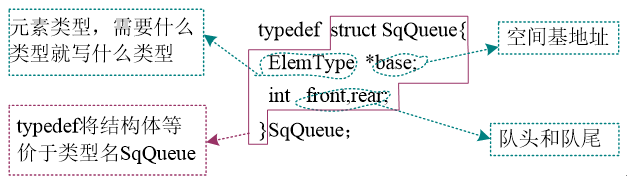 元素类型，需要什么
类型就写什么类型
typedef struct SqQueue{
ElemType *base;
int front,rear;
}SqQueue；
空间基地址
typedef将结构体等
价于类型名SqQueue
队头和队尾